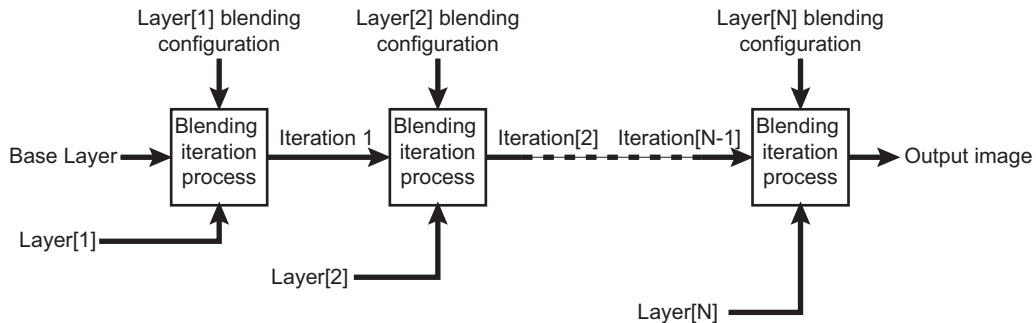 Layer[1] blending
configuration
Layer[2] blending
configuration
Layer[N] blending
configuration
Base Layer
Blending
iteration
process
Iteration 1
Blending
iteration
process
Iteration[2]
Iteration[N-1]
Blending
iteration
process
Output image
Layer[1]
Layer[2]
Layer[N]